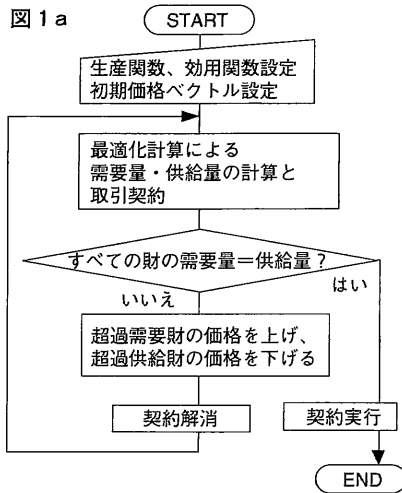 図1a
START
生産関数、効用関数設定
初期価格ベクトル設定
最適化計算による
需要量・供給量の計算と
取引契約
すべての財の需要量＝供給量？
いいえ
はい
超過需要財の価格を上げ、
超過供給財の価格を下げる
契約解消
契約実行
END